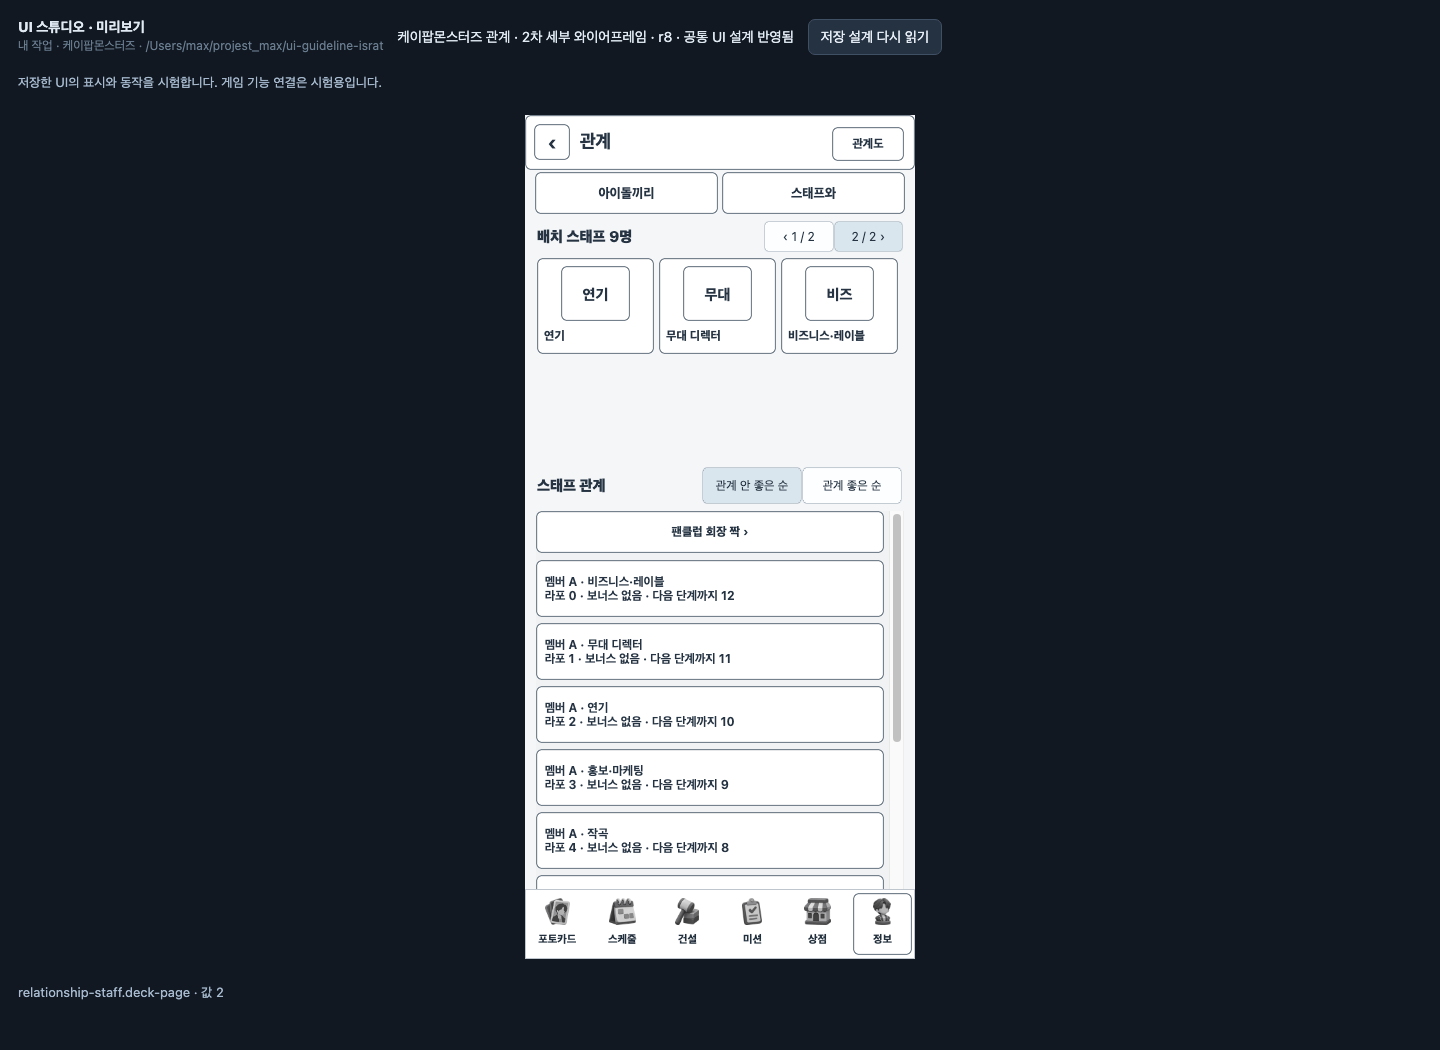 UI 스튜디오 · 미리보기
내 작업 · 케이팝몬스터즈 · /Users/max/projest_max/ui-guideline-israt
케이팝몬스터즈 관계 · 2차 세부 와이어프레임 · r8 · 공통 UI 설계 반영됨
저장 설계 다시 읽기
저장한 UI의 표시와 동작을 시험합니다. 게임 기능 연결은 시험용입니다.
‹ 관계
관계도
아이돌끼리
스태프와
배치 스태프 9명
‹ 1 / 2
2 / 2 ›
연기
무대
비즈
연기
무대 디렉터
비즈니스·레이블
스태프 관계
관계 안 좋은 순
관계 좋은 순
팬클럽 회장 짝 ›
멤버 A · 비즈니스·레이블
라포 0 · 보너스 없음 · 다음 단계까지 12
멤버 A · 무대 디렉터
라포 1 · 보너스 없음 · 다음 단계까지 11
멤버 A · 연기
라포 2 · 보너스 없음 · 다음 단계까지 10
멤버 A · 홍보·마케팅
라포 3 · 보너스 없음 · 다음 단계까지 9
멤버 A · 작곡
라포 4 · 보너스 없음 · 다음 단계까지 8
포토카드
스케줄
건설
미션
상점
정보
relationship-staff.deck-page · 값 2